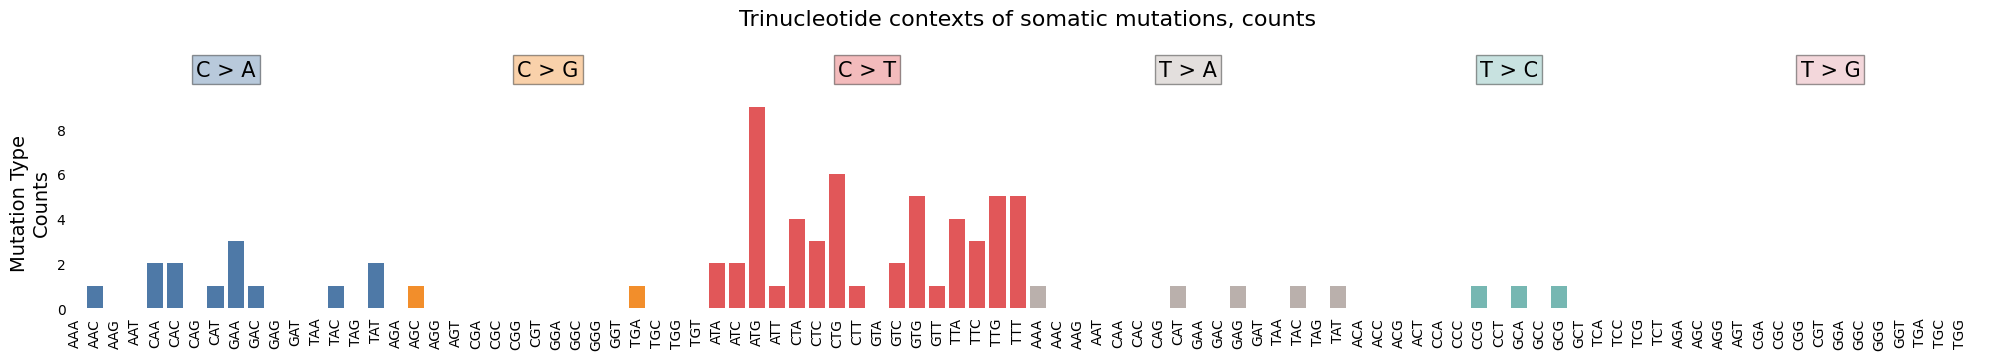 Trinucleotide contexts of somatic mutations, counts
C > A
C > G
C > T
T > A
T > C
T > G
Mutation Type
Counts
8
6
4
2
0
AAA
AAC
AAG
AAT
CAA
CAC
CAG
CAT
GAA
GAC
GAG
GAT
TAA
TAC
TAG
TAT
AGA
AGC
AGG
AGT
CGA
CGC
CGG
CGT
GGA
GGC
GGG
GGT
TGA
TGC
TGG
TGT
ATA
ATC
ATG
ATT
CTA
CTC
CTG
CTT
GTA
GTC
GTG
GTT
TTA
TTC
TTG
TTT
AAA
AAC
AAG
AAT
CAA
CAC
CAG
CAT
GAA
GAC
GAG
GAT
TAA
TAC
TAG
TAT
ACA
ACC
ACG
ACT
CCA
CCC
CCG
CCT
GCA
GCC
GCG
GCT
TCA
TCC
TCG
TCT
AGA
AGC
AGG
AGT
CGA
CGC
CGG
CGT
GGA
GGC
GGG
GGT
TGA
TGC
TGG